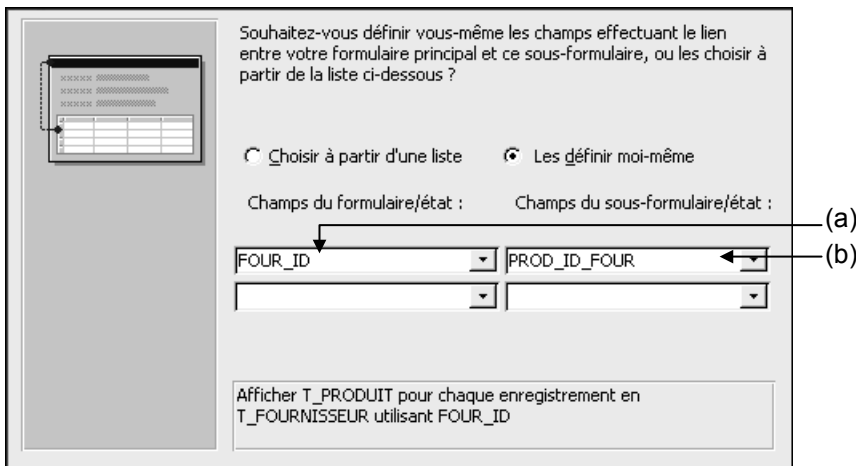 Souhaitez-vous définir vous-même les champs effectuant le lien
entre votre formulaire principal et ce sous-formulaire, ou les choisir à
partir de la liste ci-dessous ?
Choisir à partir d'une liste
Les définir moi-même
Champs du formulaire/état :
Champs du sous-formulaire/état :
(a)
FOUR_ID
PROD_ID_FOUR
(b)
Afficher T_PRODUIT pour chaque enregistrement en
T_FOURNISSEUR utilisant FOUR_ID